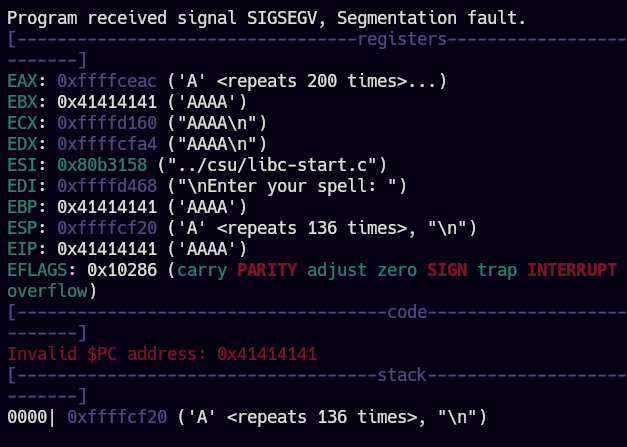 Program received signal SIGSEGV, Segmentation fault.
[----------------------------------registers------------------
-------]
EAX: 0xffffceac ('A' <repeats 200 times>...)
EBX: 0x41414141 ('AAAA')
ECX: 0xffffd160 ("AAAA\n")
EDX: 0xffffcfa4 ("AAAA\n")
ESI: 0x80b3158 ("../csu/libc-start.c")
EDI: 0xffffd468 ("\nEnter your spell: ")
EBP: 0x41414141 ('AAAA')
ESP: 0xffffcf20 ('A' <repeats 136 times>, "\n")
EIP: 0x41414141 ('AAAA')
EFLAGS: 0x10286 (carry PARITY adjust zero SIGN trap INTERRUPT
overflow)
[-------------------------------------code--------------------
-------]
Invalid $PC address: 0x41414141
[------------------------------------stack--------------------
-------]
0000| 0xffffcf20 ('A' <repeats 136 times>, "\n")